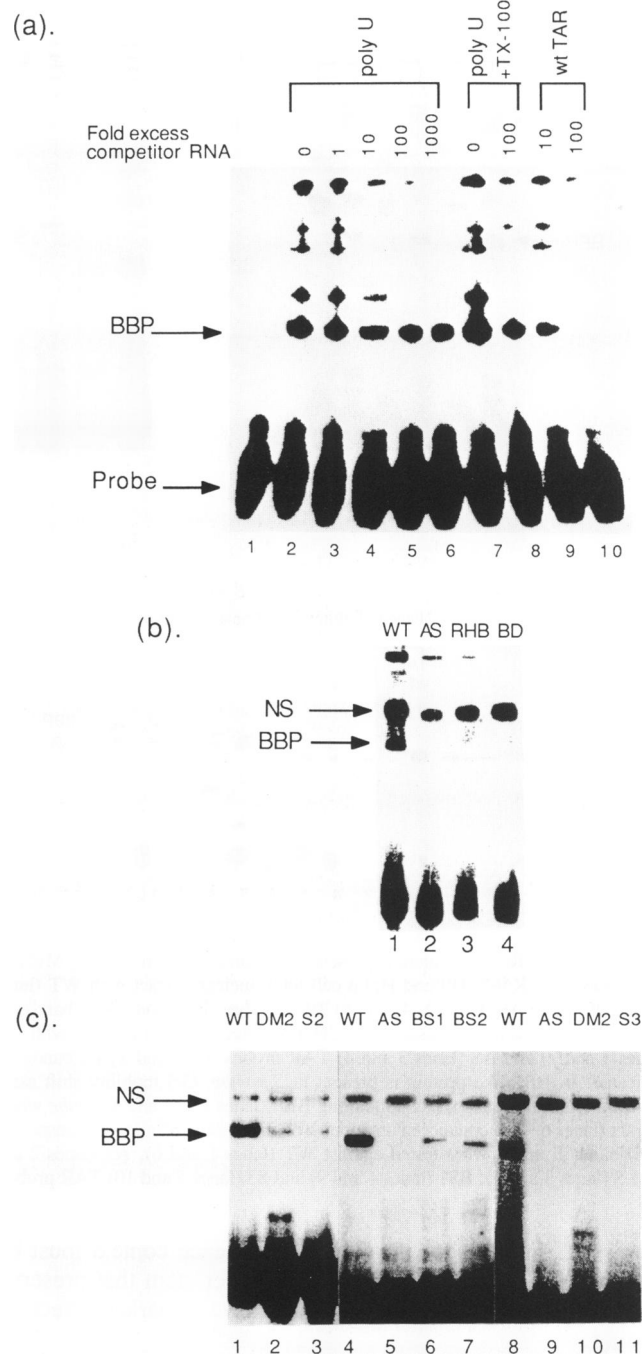 (a).
poly U
poly U
+TX-100
wt TAR
Fold excess
competitor RNA
0 1 10 100 1000 0 100 10 100
BBP
Probe
1 2 3 4 5 6 7 8 9 10
(b).
WT AS RHB BD
NS
BBP
1 2 3 4
(c).
WT DM2 S2 WT AS BS1 BS2 WT AS DM2 S3
NS
BBP
1 2 3 4 5 6 7 8 9 10 11